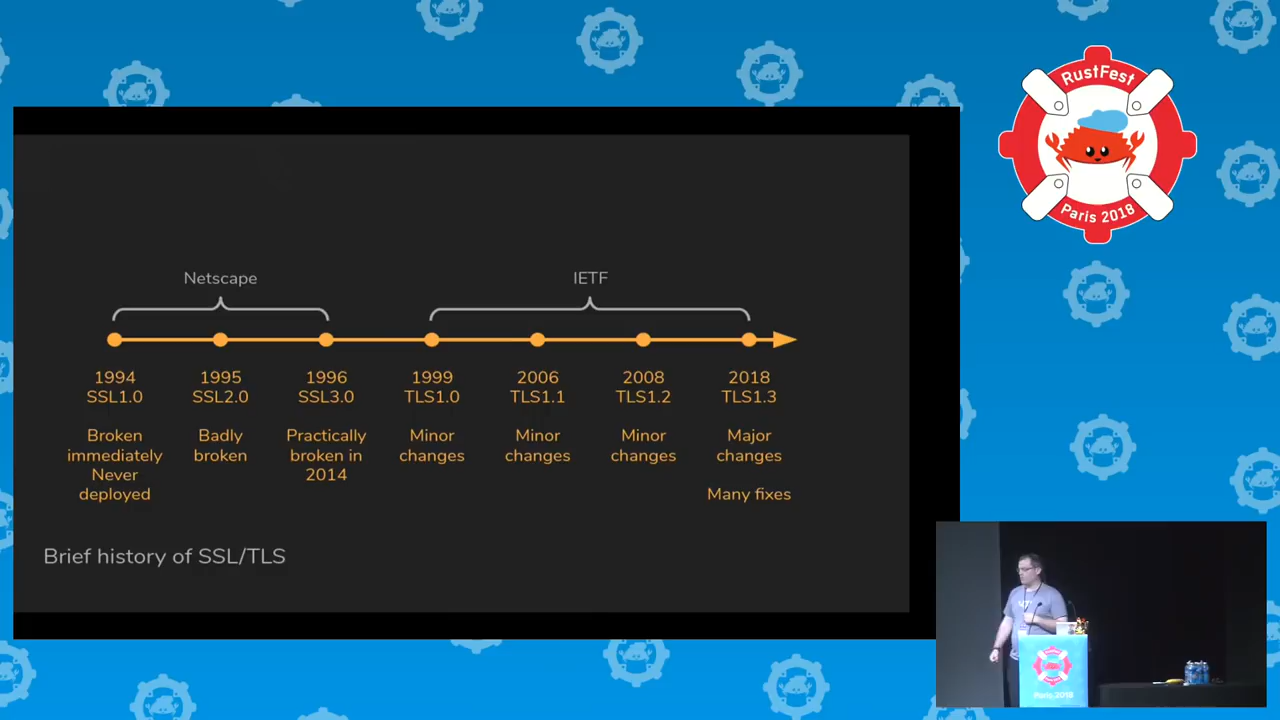 RustFest
Paris 2018
Netscape
IETF
1994
SSL1.0
Broken
immediately
Never
deployed
1995
SSL2.0
Badly
broken
1996
SSL3.0
Practically
broken in
2014
1999
TLS1.0
Minor
changes
2006
TLS1.1
Minor
changes
2008
TLS1.2
Minor
changes
2018
TLS1.3
Major
changes
Many fixes
Brief history of SSL/TLS
Paris 2018